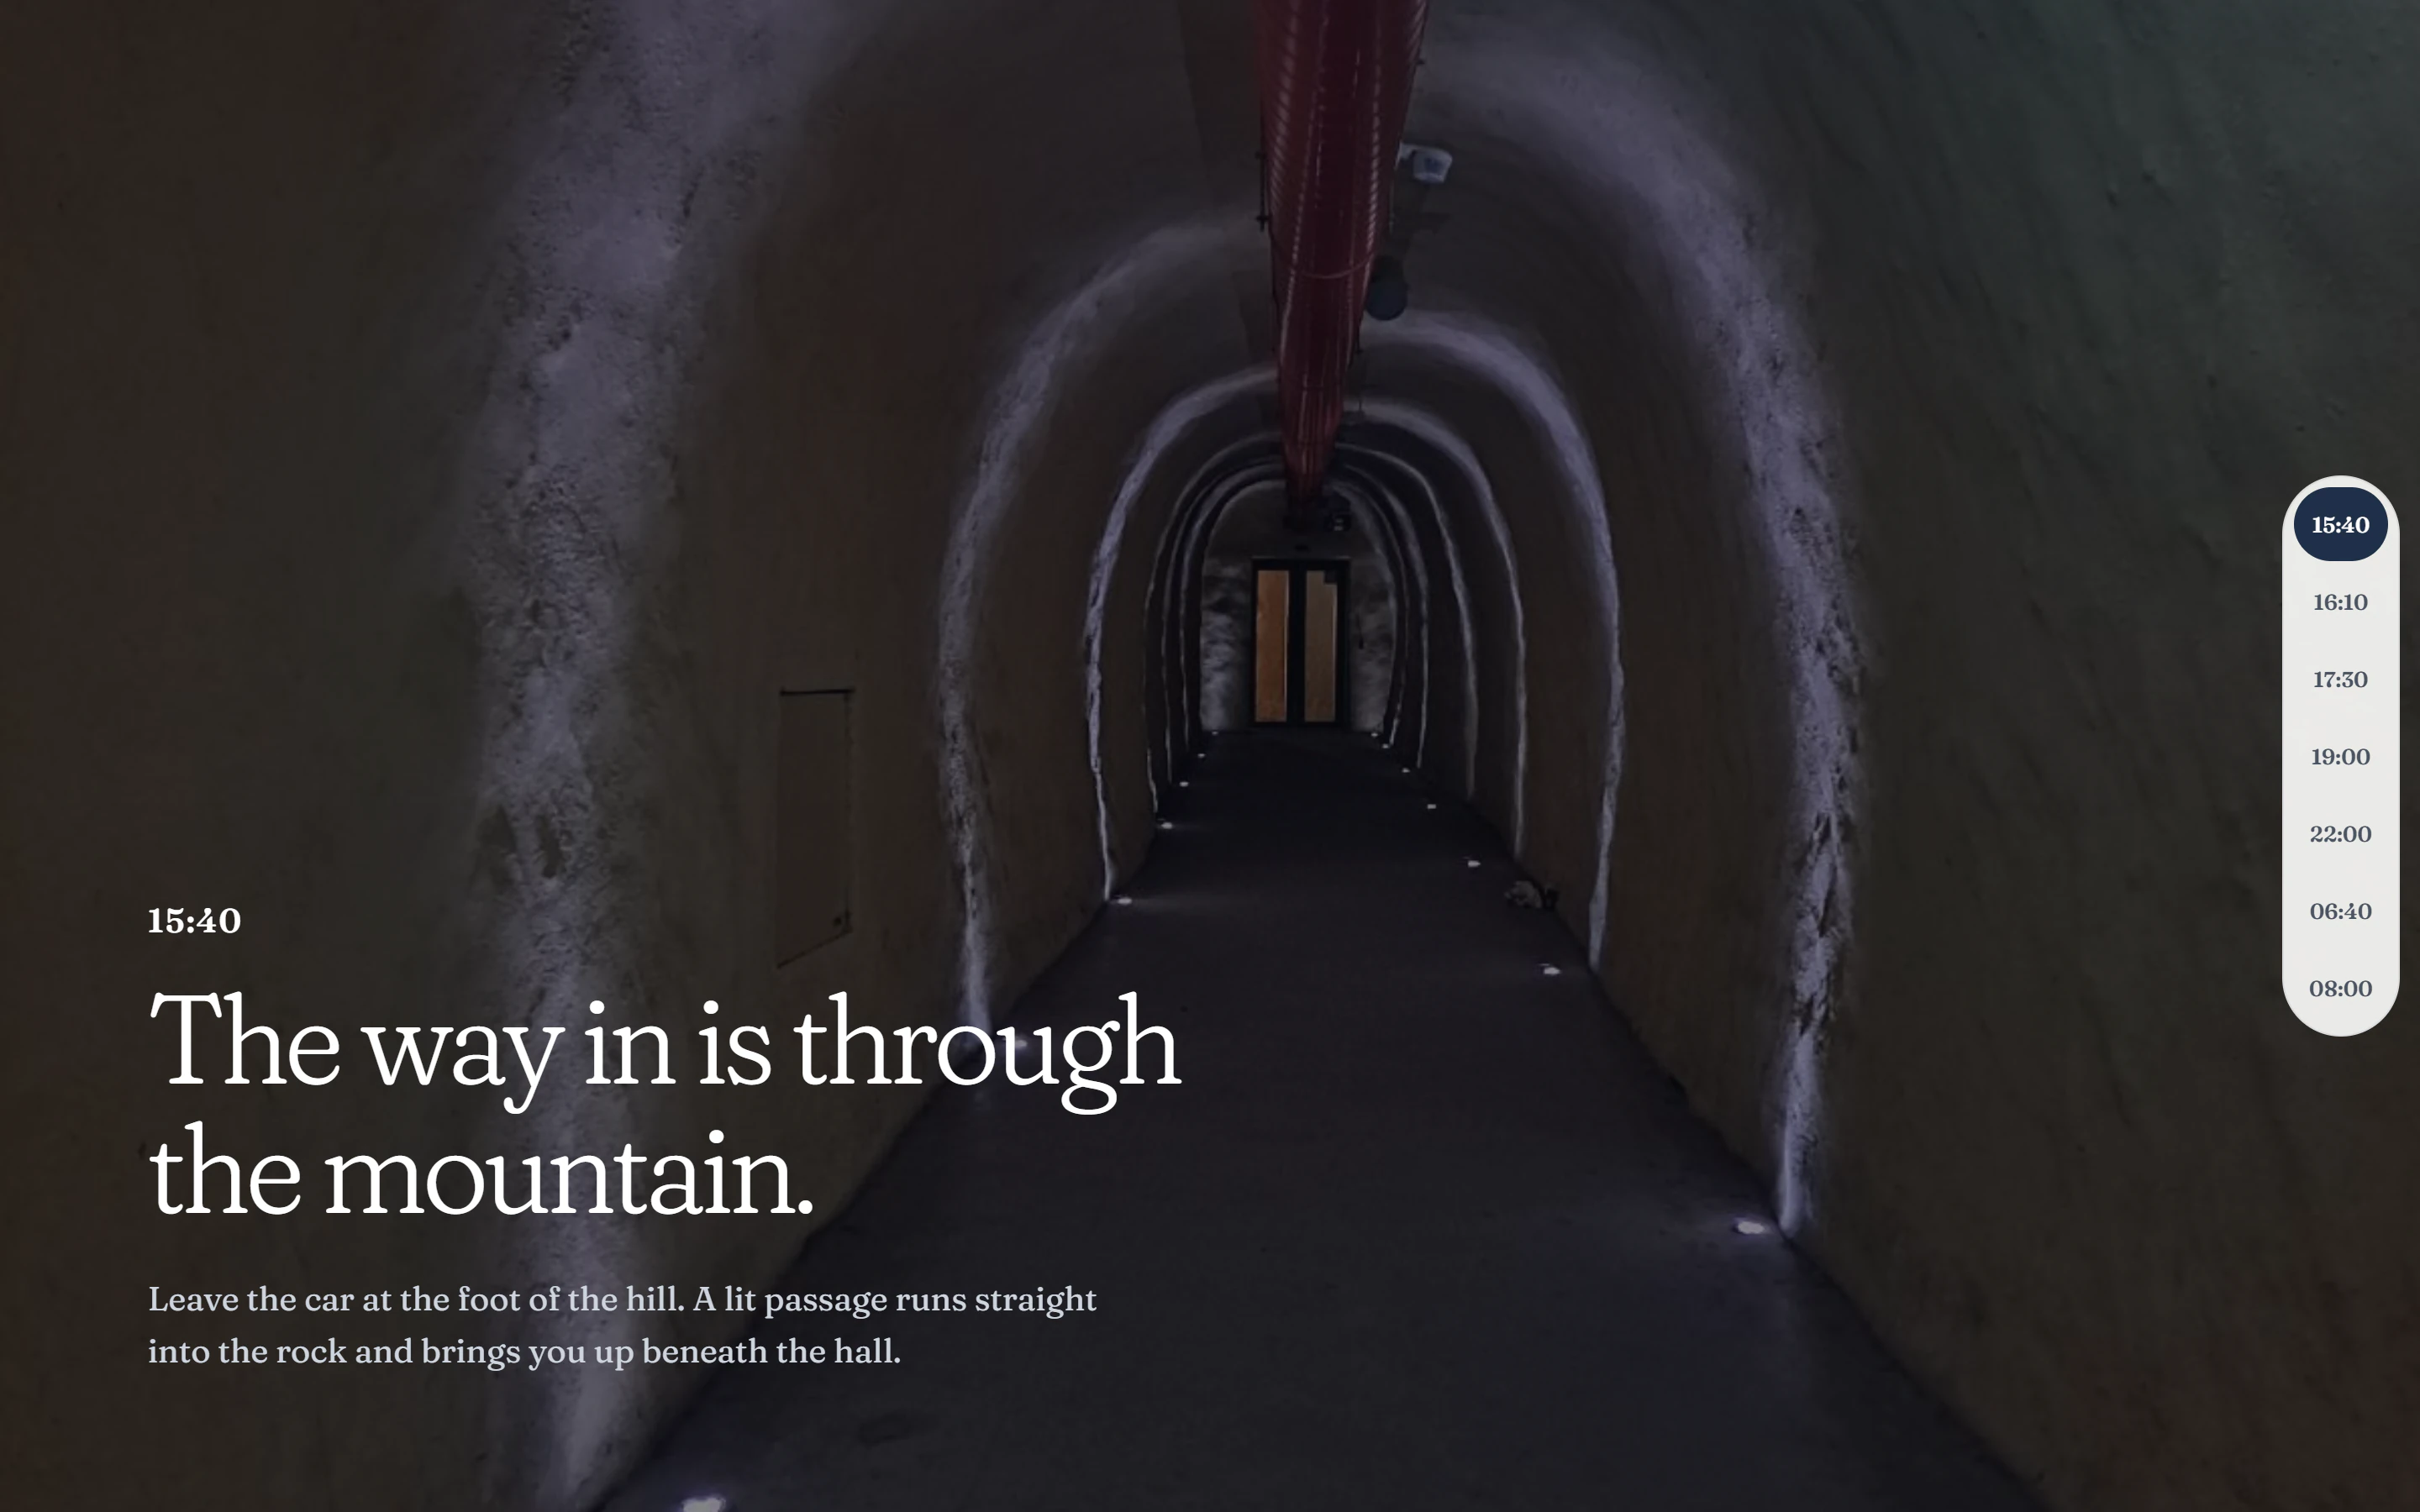 15:40
The way in is through
the mountain.
Leave the car at the foot of the hill. A lit passage runs straight
into the rock and brings you up beneath the hall.
15:40
16:10
17:30
19:00
22:00
06:40
08:00